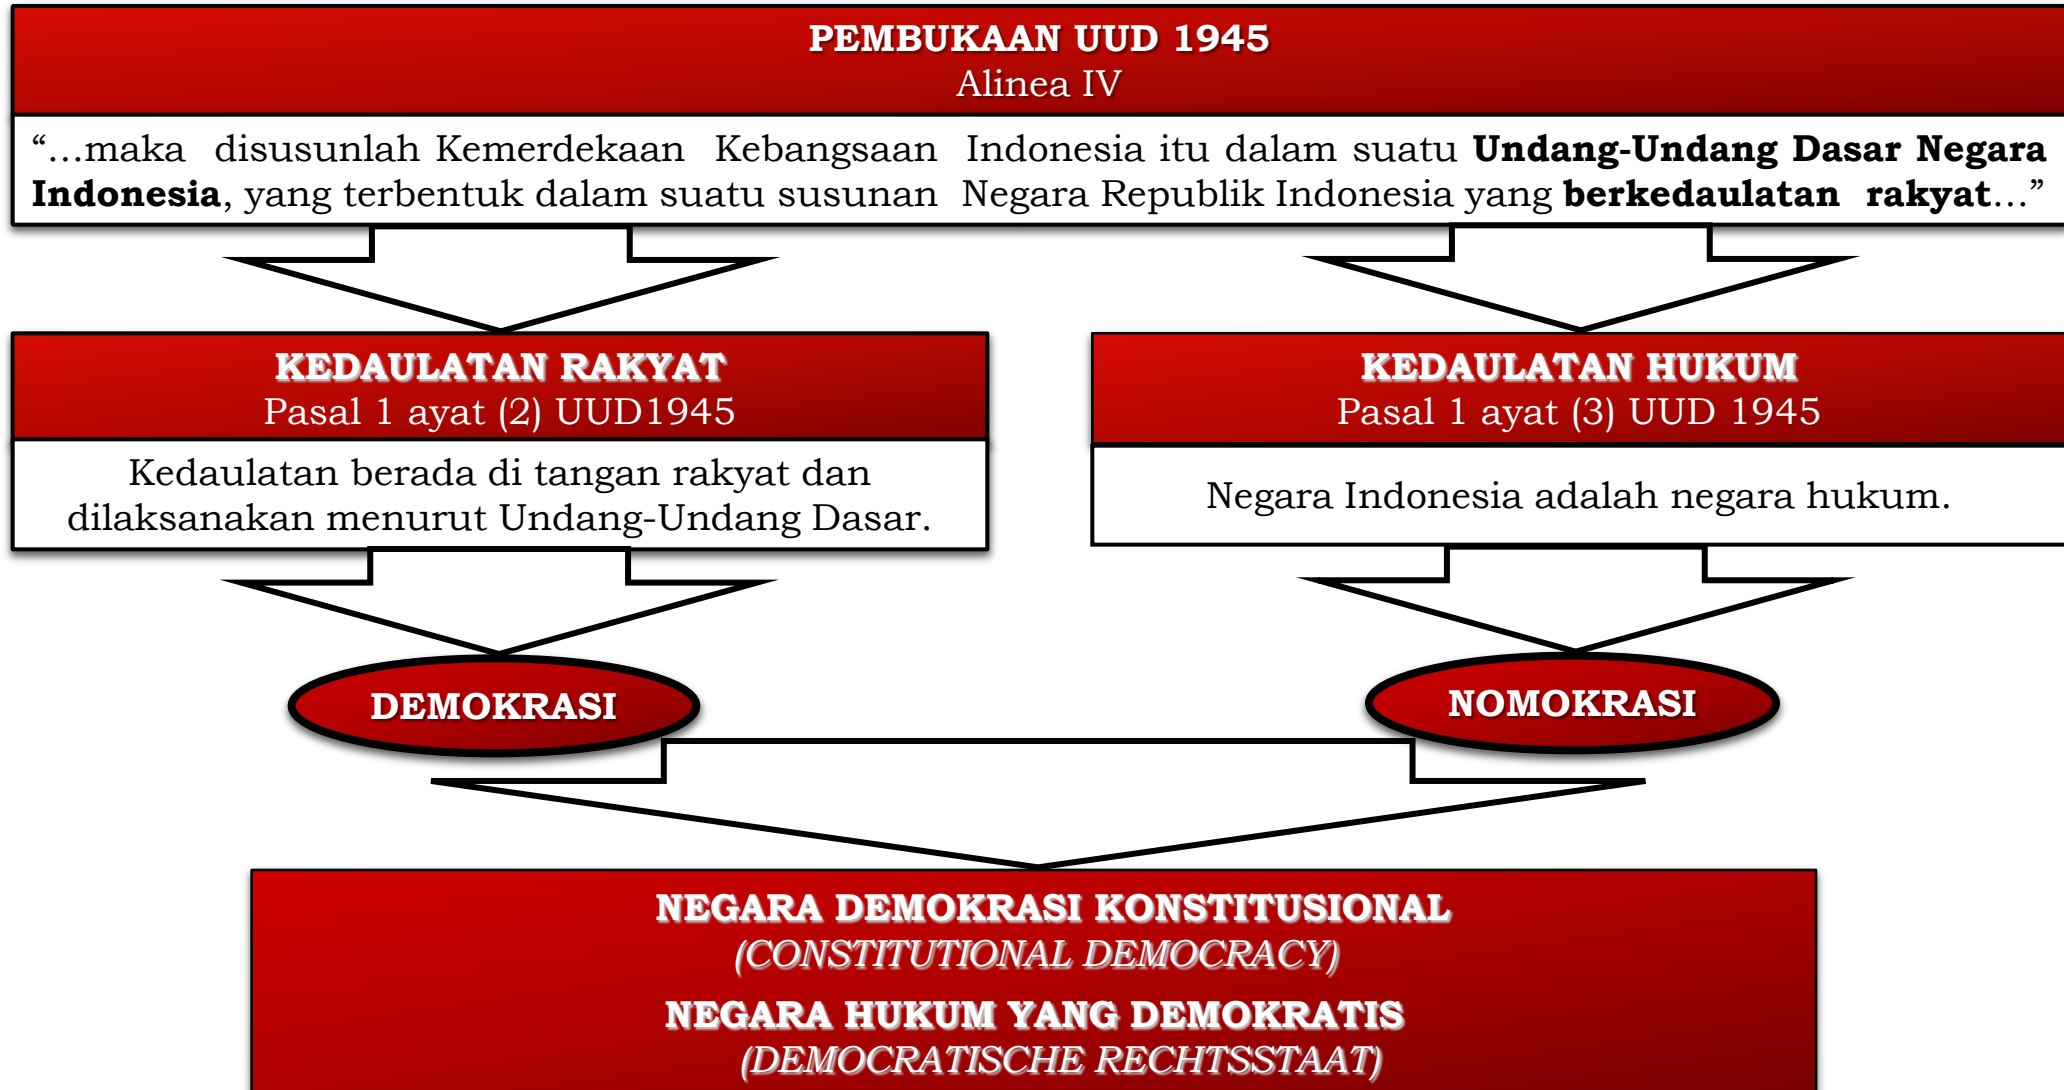 PEMBUKAAN UUD 1945
Alinea IV
“...maka disusunlah Kemerdekaan Kebangsaan Indonesia itu dalam suatu Undang-Undang Dasar Negara
Indonesia, yang terbentuk dalam suatu susunan Negara Republik Indonesia yang berkedaulatan rakyat...”
KEDAULATAN RAKYAT
Pasal 1 ayat (2) UUD1945
Kedaulatan berada di tangan rakyat dan
dilaksanakan menurut Undang-Undang Dasar.
KEDAULATAN HUKUM
Pasal 1 ayat (3) UUD 1945
Negara Indonesia adalah negara hukum.
DEMOKRASI
NOMOKRASI
NEGARA DEMOKRASI KONSTITUSIONAL
(CONSTITUTIONAL DEMOCRACY)
NEGARA HUKUM YANG DEMOKRATIS
(DEMOCRATISCHE RECHTSSTAAT)